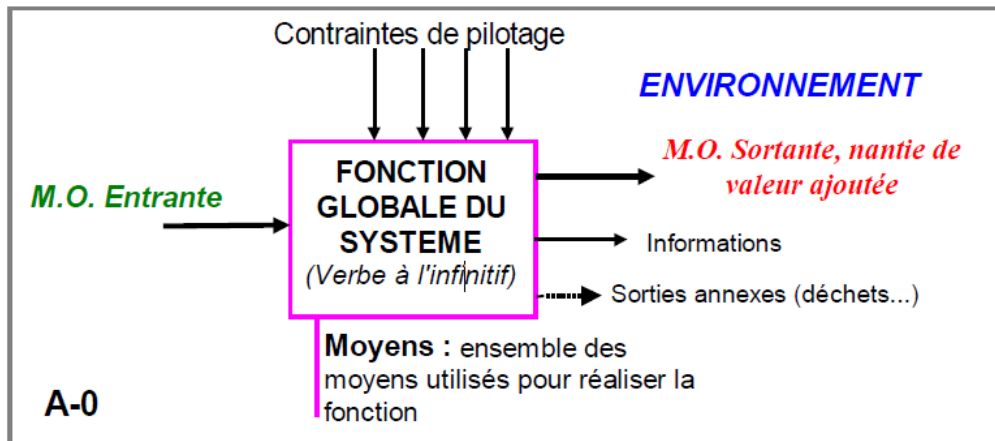 Contraintes de pilotage
ENVIRONNEMENT
M.O. Entrante
FONCTION
GLOBALE DU
SYSTEME
(Verbe à l'infinitif)
M.O. Sortante, nantie de
valeur ajoutée
Informations
Sorties annexes (déchets...)
Moyens : ensemble des
moyens utilisés pour réaliser la
fonction
A-0